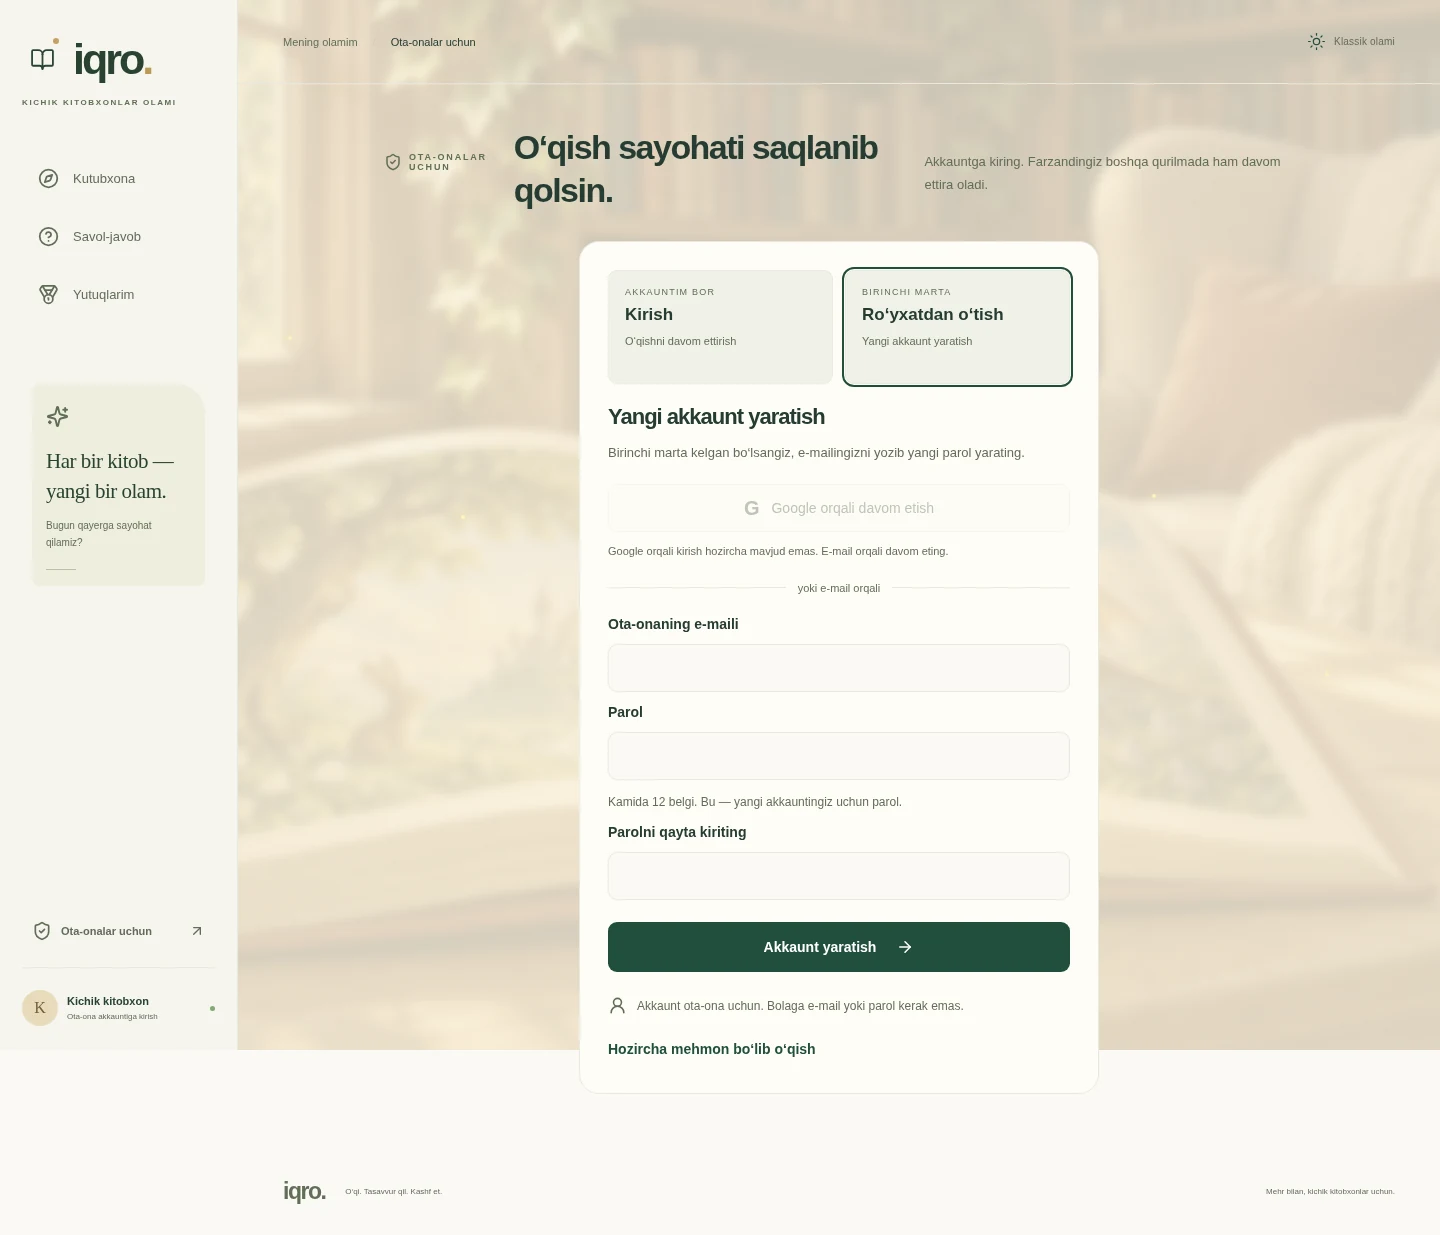 iqro.
KICHIK KITOBXONLAR OLAMI
Kutubxona
Savol-javob
Yutuqlarim
Har bir kitob —
yangi bir olam.
Bugun qayerga sayohat
qilamiz?
Ota-onalar uchun
K
Kichik kitobxon
Ota-ona akkauntiga kirish
Mening olamim
Ota-onalar uchun
Klassik olami
OTA-ONALAR
UCHUN
O‘qish sayohati saqlanib
qolsin.
Akkauntga kiring. Farzandingiz boshqa qurilmada ham davom
ettira oladi.
AKKAUNTIM BOR
Kirish
O‘qishni davom ettirish
BIRINCHI MARTA
Ro‘yxatdan o‘tish
Yangi akkaunt yaratish
Yangi akkaunt yaratish
Birinchi marta kelgan bo‘lsangiz, e-mailingizni yozib yangi parol yarating.
G Google orqali davom etish
Google orqali kirish hozircha mavjud emas. E-mail orqali davom eting.
yoki e-mail orqali
Ota-onaning e-maili
Parol
Kamida 12 belgi. Bu — yangi akkauntingiz uchun parol.
Parolni qayta kiriting
Akkaunt yaratish
Akkaunt ota-ona uchun. Bolaga e-mail yoki parol kerak emas.
Hozircha mehmon bo‘lib o‘qish
iqro.
O‘qi. Tasavvur qil. Kashf et.
Mehr bilan, kichik kitobxonlar uchun.